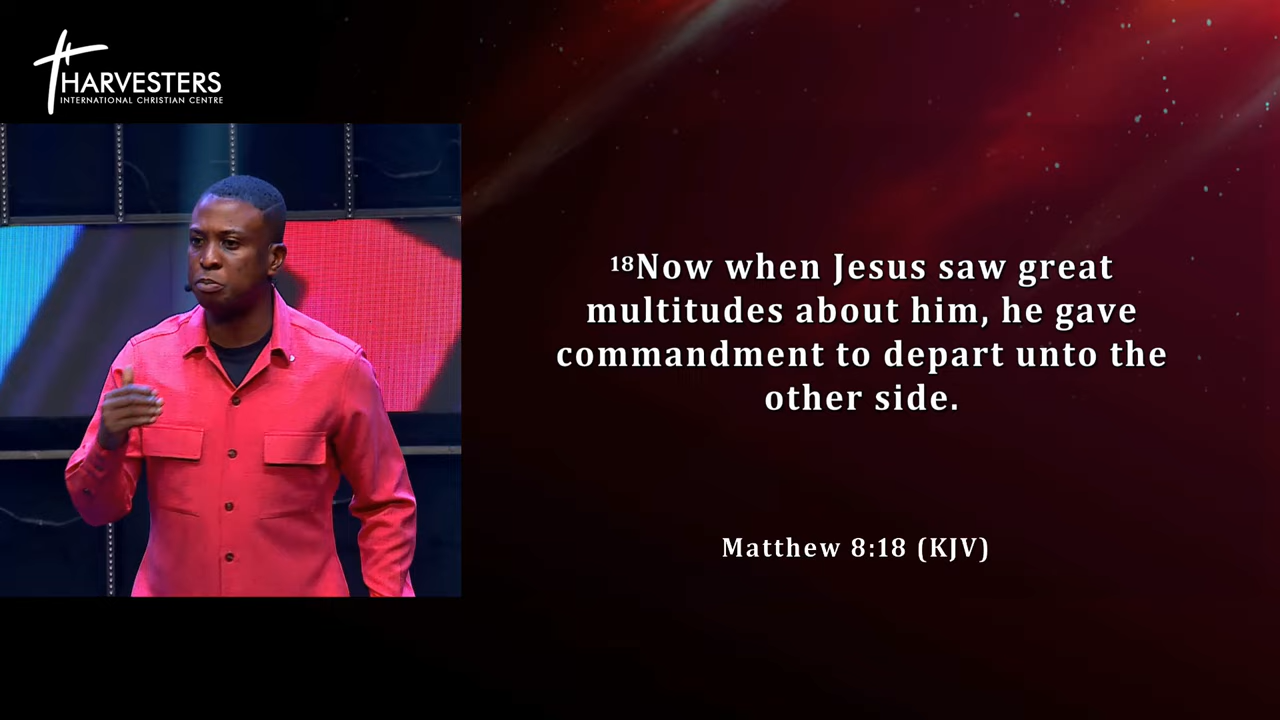 HARVESTERS
INTERNATIONAL CHRISTIAN CENTRE
18Now when Jesus saw great
multitudes about him, he gave
commandment to depart unto the
other side.
Matthew 8:18 (KJV)